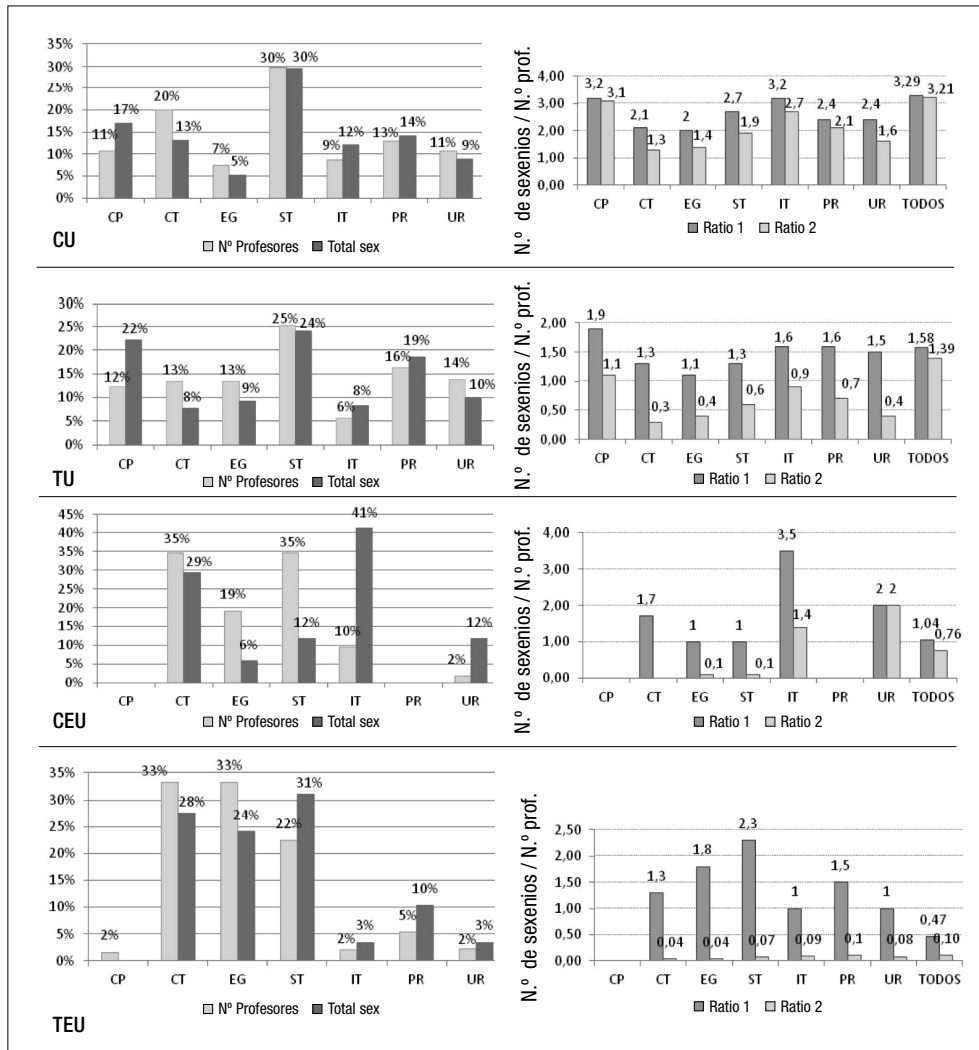 35%
30%
25%
20%
15%
10%
5%
0%
11% 17% 20% 13% 7% 5% 30% 30% 9% 12% 13% 14% 11% 9%
CP CT EG ST IT PR UR
Nº Profesores Total sex
CU
N.º de sexenios / N.º prof.
4,00
3,00
2,00
1,00
0,00
3,2 3,1 2,1 1,3 2 1,4 2,7 1,9 3,2 2,7 2,4 2,1 2,4 1,6 3,29 3,21
CP CT EG ST IT PR UR TODOS
Ratio 1 Ratio 2
30%
25%
20%
15%
10%
5%
0%
12% 22% 13% 8% 13% 9% 25% 24% 6% 8% 16% 19% 14% 10%
CP CT EG ST IT PR UR
Nº Profesores Total sex
TU
N.º de sexenios / N.º prof.
2,00
1,50
1,00
0,50
0,00
1,9 1,1 1,3 0,3 1,1 0,4 1,3 0,6 1,6 0,9 1,6 0,7 1,5 0,4 1,58 1,39
CP CT EG ST IT PR UR TODOS
Ratio 1 Ratio 2
45%
40%
35%
30%
25%
20%
15%
10%
5%
0%
35% 29% 19% 6% 35% 12% 10% 41% 2% 12%
CP CT EG ST IT PR UR
Nº Profesores Total sex
CEU
N.º de sexenios / N.º prof.
4,00
3,00
2,00
1,00
0,00
1,7 1 0,1 1 0,1 3,5 1,4 2 2 1,04 0,76
CP CT EG ST IT PR UR TODOS
Ratio 1 Ratio 2
35%
30%
25%
20%
15%
10%
5%
0%
2% 33% 28% 33% 24% 22% 31% 2% 3% 5% 10% 2% 3%
CP CT EG ST IT PR UR
Nº Profesores Total sex
TEU
N.º de sexenios / N.º prof.
2,50
2,00
1,50
1,00
0,50
0,00
1,3 0,04 1,8 0,04 2,3 0,07 1 0,09 1,5 0,1 1 0,08 0,47 0,10
CP CT EG ST IT PR UR TODOS
Ratio 1 Ratio 2